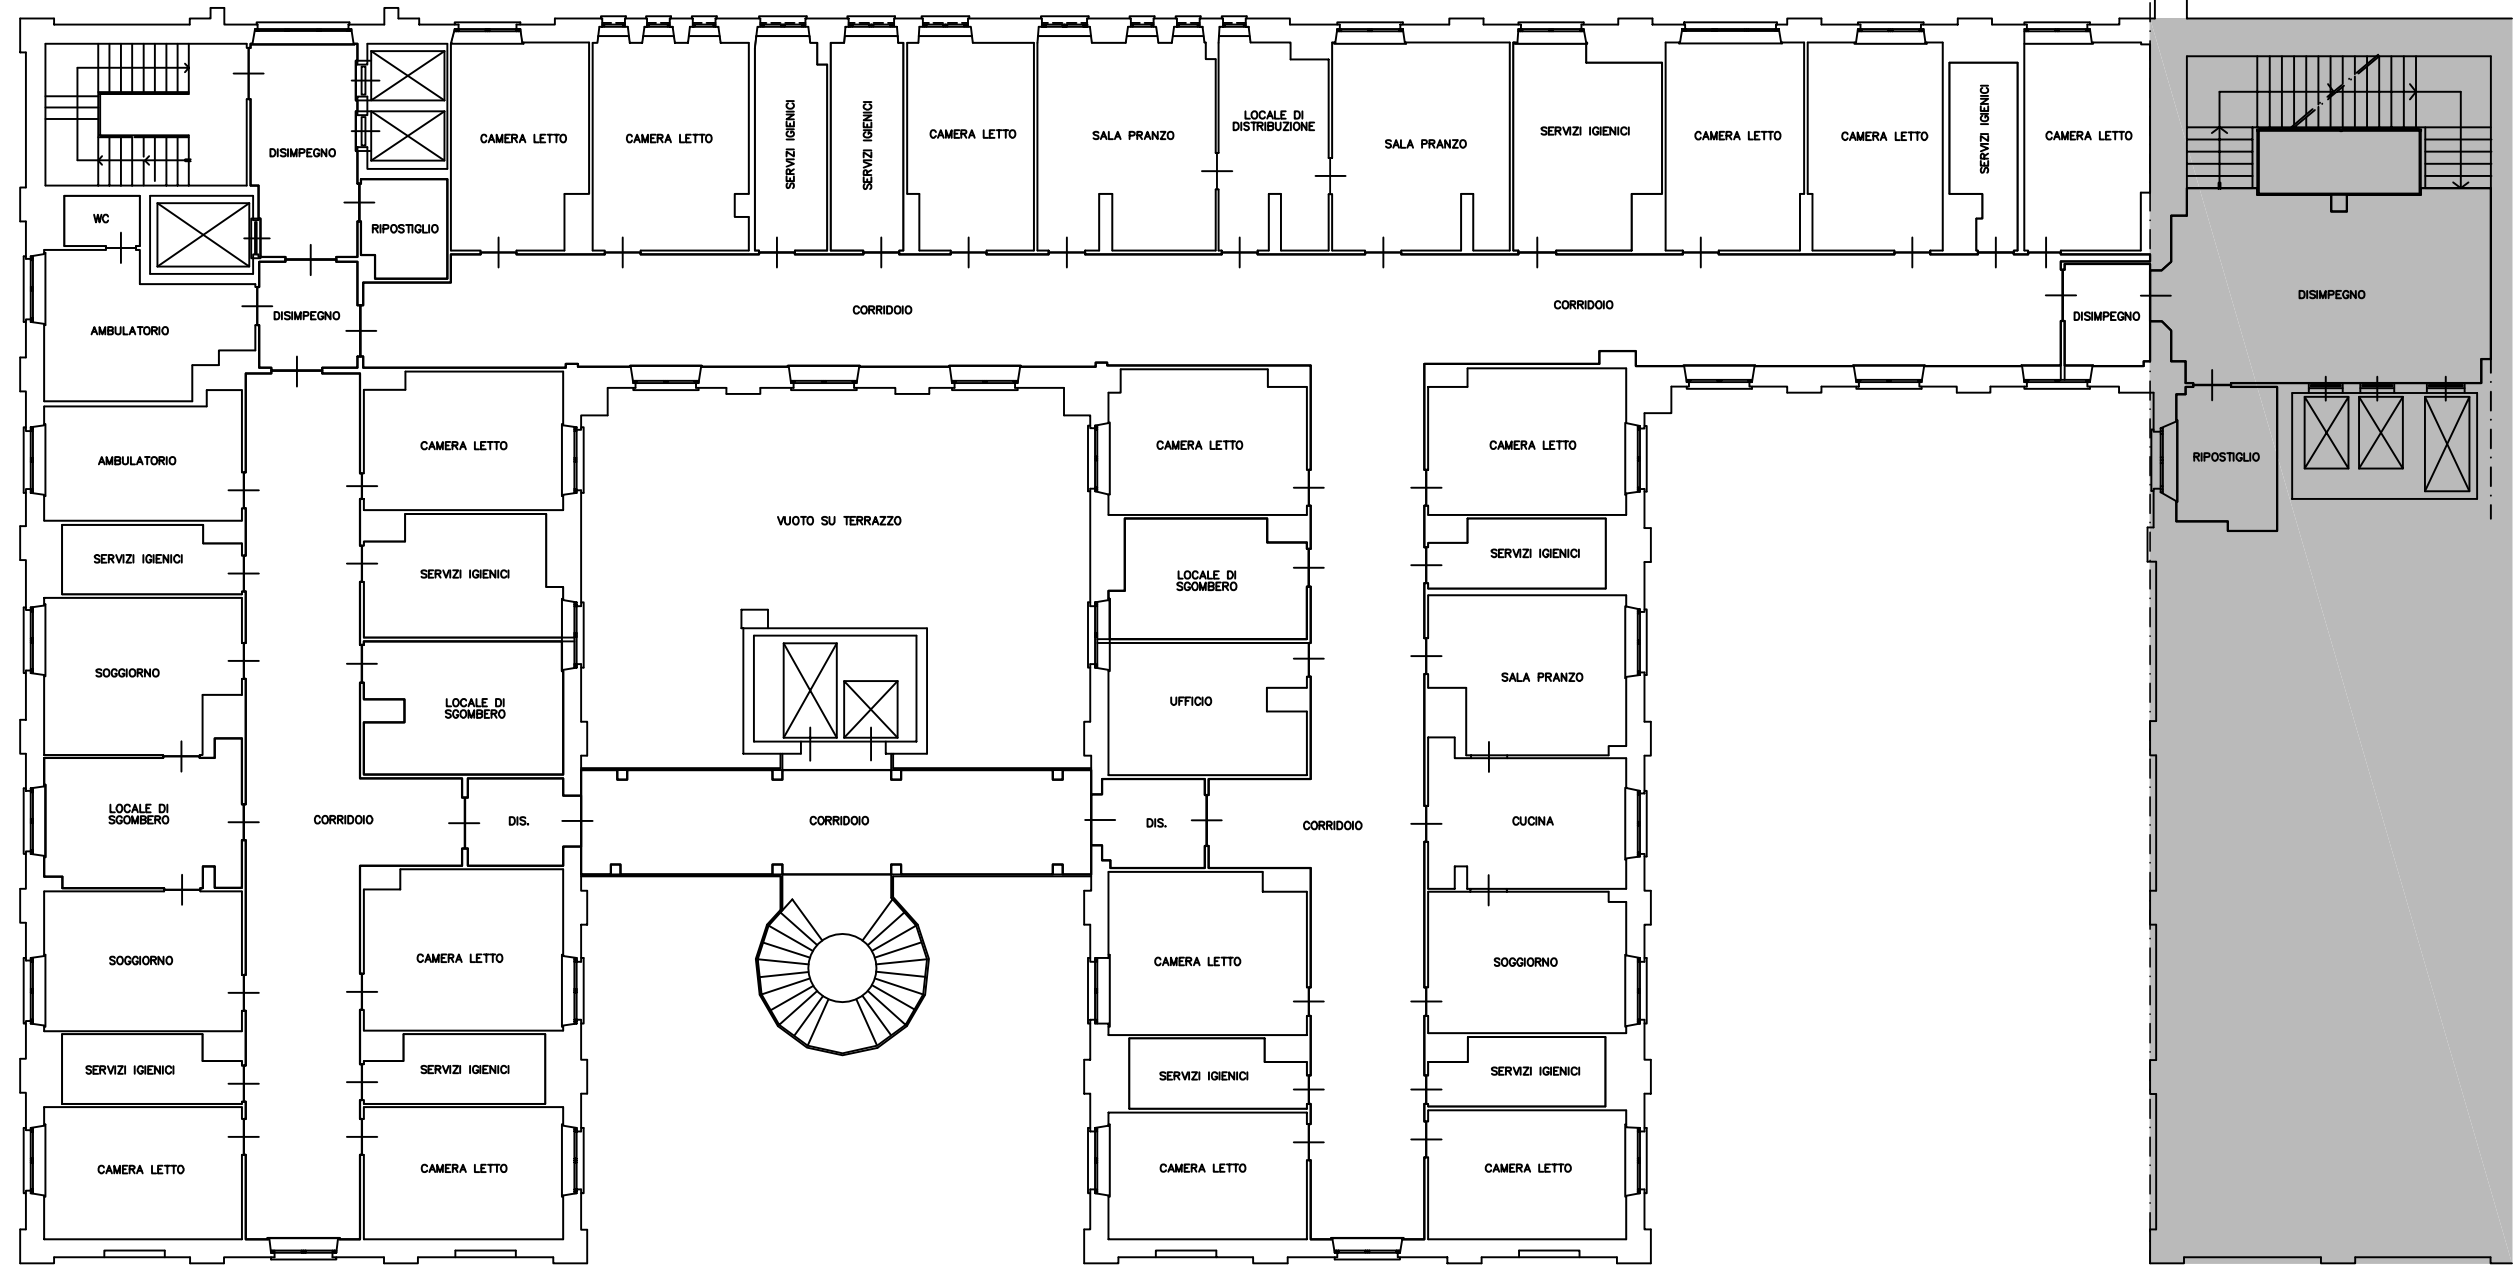 DISIMPEGNO
CAMERA LETTO
CAMERA LETTO
SERVIZI IGIENICI
SERVIZI IGIENICI
CAMERA LETTO
SALA PRANZO
LOCALE DI
DISTRIBUZIONE
SALA PRANZO
SERVIZI IGIENICI
CAMERA LETTO
CAMERA LETTO
SERVIZI IGIENICI
CAMERA LETTO
WC
RIPOSTIGLIO
AMBULATORIO
DISIMPEGNO
CORRIDOIO
CORRIDOIO
DISIMPEGNO
DISIMPEGNO
AMBULATORIO
CAMERA LETTO
CAMERA LETTO
CAMERA LETTO
RIPOSTIGLIO
VUOTO SU TERRAZZO
SERVIZI IGIENICI
SERVIZI IGIENICI
LOCALE DI
SGOMBERO
SERVIZI IGIENICI
SOGGIORNO
LOCALE DI
SGOMBERO
UFFICIO
SALA PRANZO
LOCALE DI
SGOMBERO
CORRIDOIO
DIS.
CORRIDOIO
DIS.
CORRIDOIO
CUCINA
SOGGIORNO
CAMERA LETTO
CAMERA LETTO
SOGGIORNO
SERVIZI IGIENICI
SERVIZI IGIENICI
SERVIZI IGIENICI
SERVIZI IGIENICI
CAMERA LETTO
CAMERA LETTO
CAMERA LETTO
CAMERA LETTO